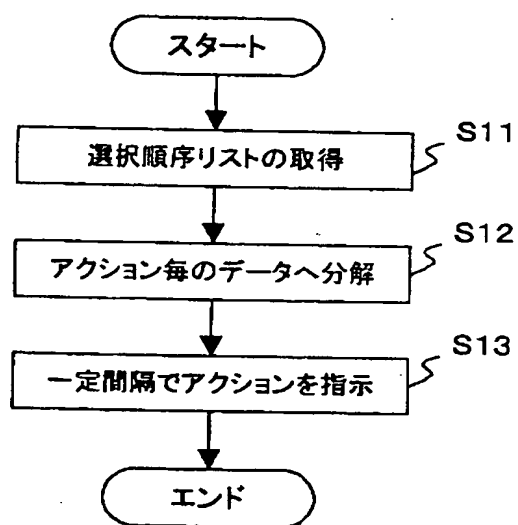 スタート
選択順序リストの取得
S11
アクション毎のデータへ分解
S12
一定間隔でアクションを指示
S13
エンド